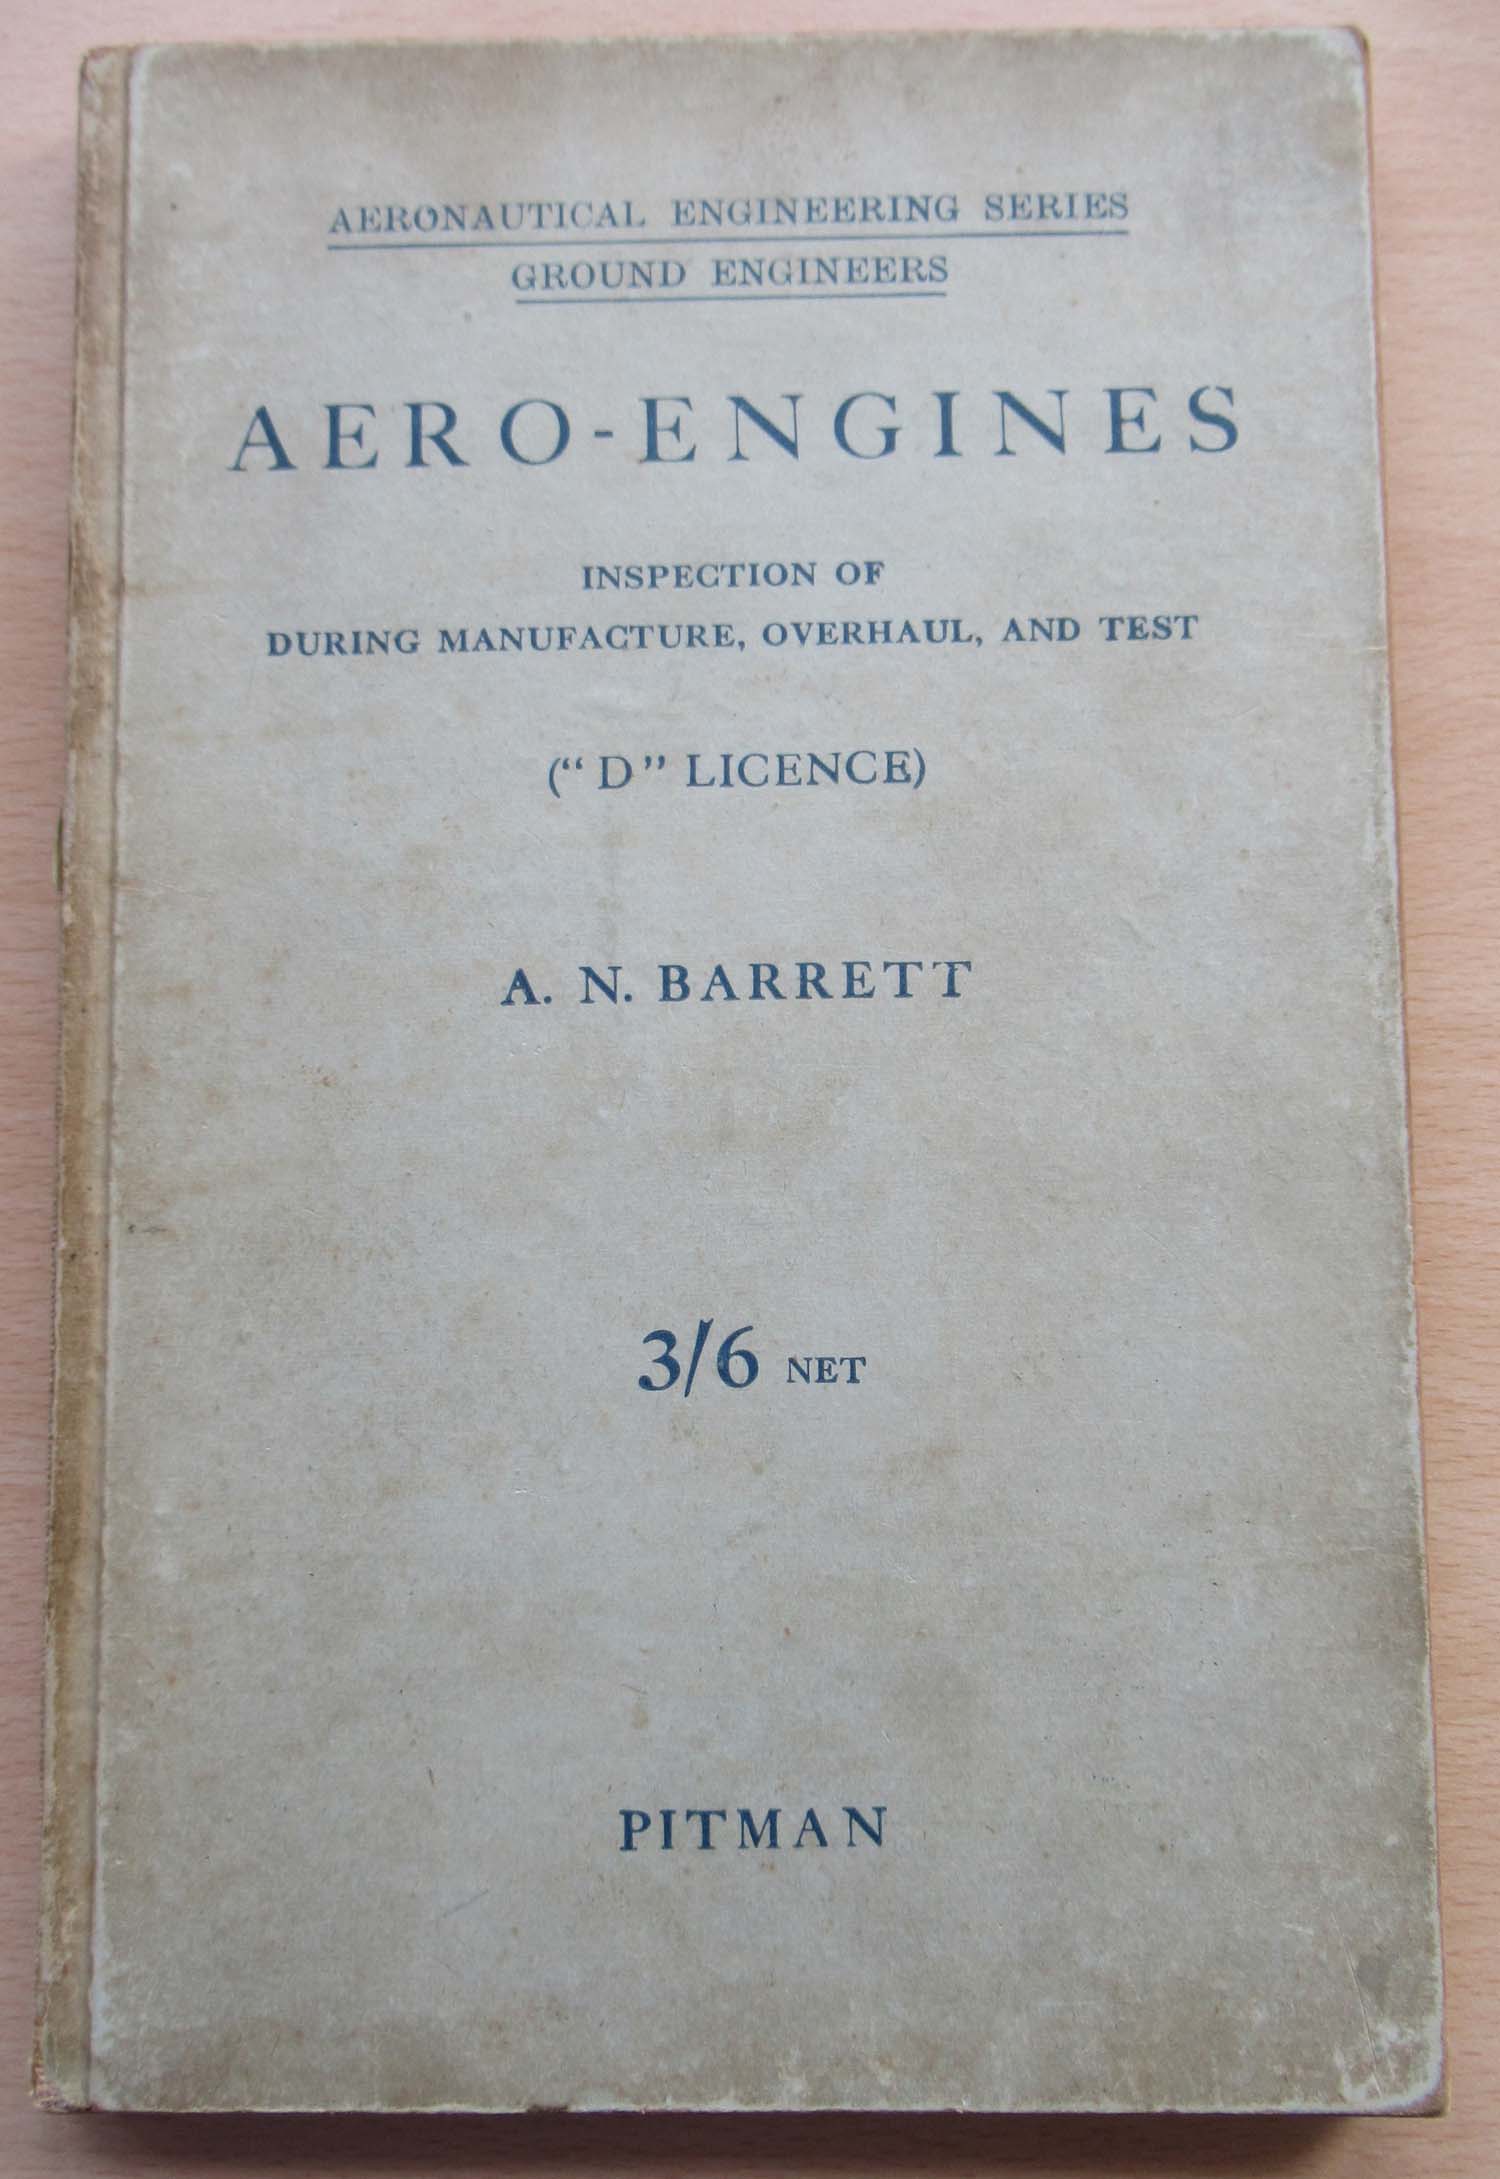 AERONAUTICAL ENGINEERING SERIES
GROUND ENGINEERS
AERO-ENGINES
INSPECTION OF
DURING MANUFACTURE, OVERHAUL, AND TEST
(“D” LICENCE)
A. N. BARRETT
3/6 NET
PITMAN